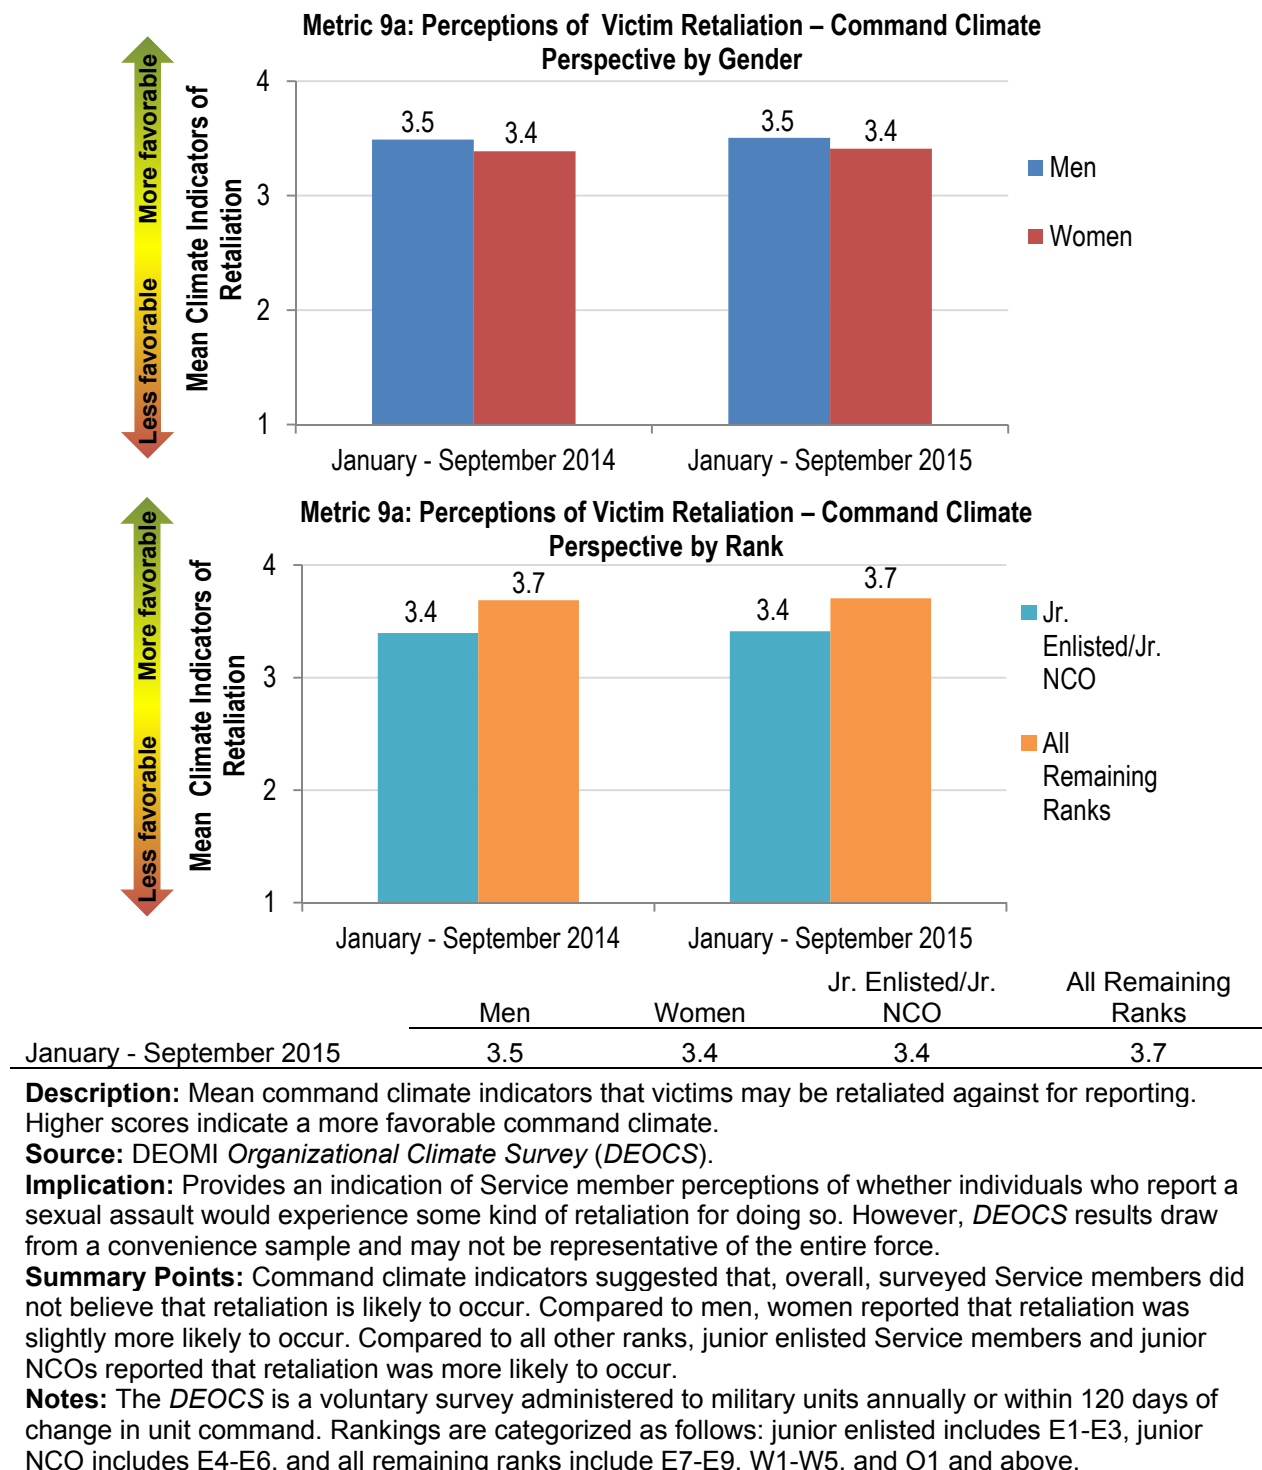 Metric 9a: Perceptions of  Victim Retaliation – Command Climate
Perspective by Gender
More favorable
Less favorable
Mean Climate Indicators of
Retaliation
4
3
2
1
3.5
3.4
3.5
3.4
January - September 2014
January - September 2015
Men
Women
Metric 9a: Perceptions of Victim Retaliation – Command Climate
Perspective by Rank
More favorable
Less favorable
Mean  Climate Indicators of
Retaliation
4
3
2
1
3.4
3.7
3.4
3.7
January - September 2014
January - September 2015
Jr.
Enlisted/Jr.
NCO
All
Remaining
Ranks
Jr. Enlisted/Jr. All Remaining
Men Women NCO Ranks
January - September 2015 3.5 3.4 3.4 3.7
Description: Mean command climate indicators that victims may be retaliated against for reporting.
Higher scores indicate a more favorable command climate.
Source: DEOMI Organizational Climate Survey (DEOCS).
Implication: Provides an indication of Service member perceptions of whether individuals who report a
sexual assault would experience some kind of retaliation for doing so. However, DEOCS results draw
from a convenience sample and may not be representative of the entire force.
Summary Points: Command climate indicators suggested that, overall, surveyed Service members did
not believe that retaliation is likely to occur. Compared to men, women reported that retaliation was
slightly more likely to occur. Compared to all other ranks, junior enlisted Service members and junior
NCOs reported that retaliation was more likely to occur.
Notes: The DEOCS is a voluntary survey administered to military units annually or within 120 days of
change in unit command. Rankings are categorized as follows: junior enlisted includes E1-E3, junior
NCO includes E4-E6, and all remaining ranks include E7-E9, W1-W5, and O1 and above.